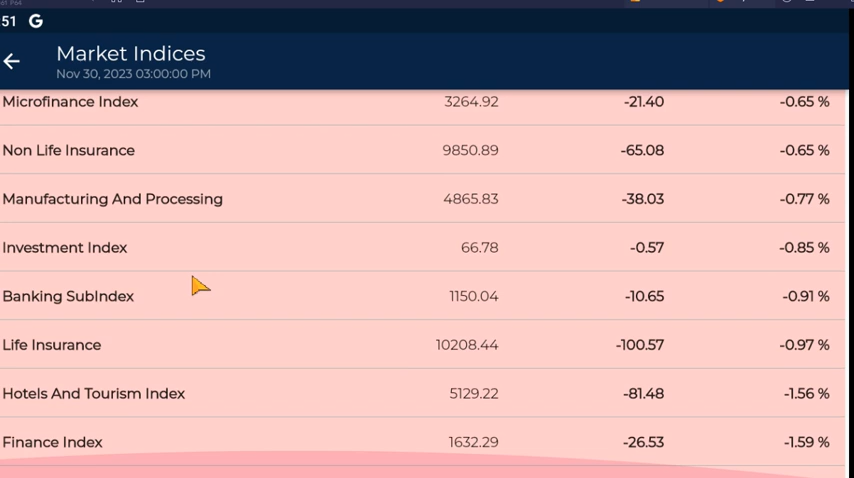 :51 G
Market Indices
Nov 30, 2023 03:00:00 PM
Microfinance Index 3264.92 -21.40 -0.65 %
Non Life Insurance 9850.89 -65.08 -0.65 %
Manufacturing And Processing 4865.83 -38.03 -0.77 %
Investment Index 66.78 -0.57 -0.85 %
Banking SubIndex 1150.04 -10.65 -0.91 %
Life Insurance 10208.44 -100.57 -0.97 %
Hotels And Tourism Index 5129.22 -81.48 -1.56 %
Finance Index 1632.29 -26.53 -1.59 %